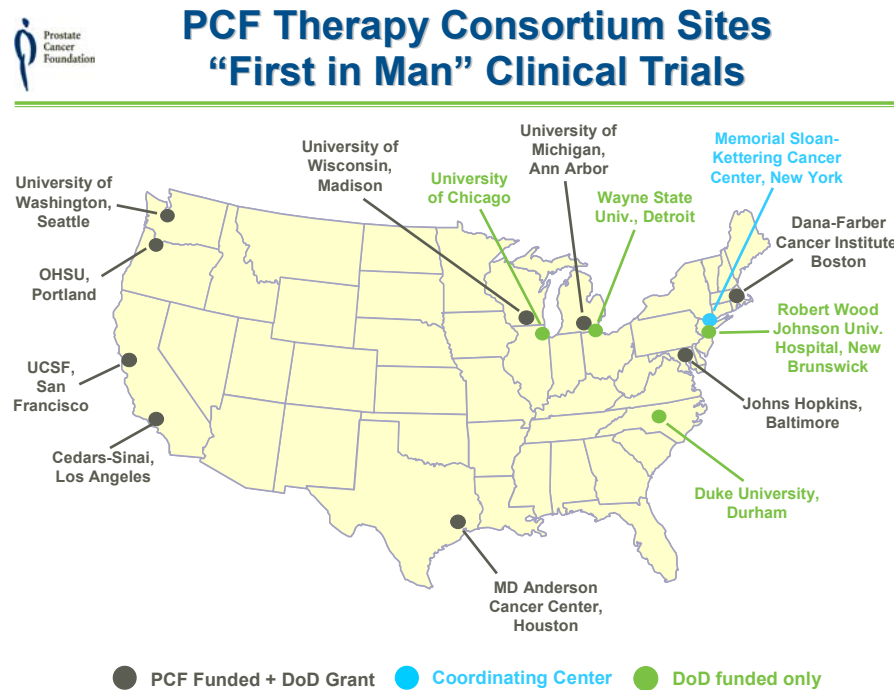 Prostate
Cancer
Foundation
PCF Therapy Consortium Sites
“First in Man” Clinical Trials
University of
Washington,
Seattle
OHSU,
Portland
UCSF,
San
Francisco
Cedars-Sinai,
Los Angeles
University of
Wisconsin,
Madison
University
of Chicago
University of
Michigan,
Ann Arbor
Wayne State
Univ., Detroit
Memorial Sloan-
Kettering Cancer
Center, New York
Dana-Farber
Cancer Institute
Boston
Robert Wood
Johnson Univ.
Hospital, New
Brunswick
Johns Hopkins,
Baltimore
Duke University,
Durham
MD Anderson
Cancer Center,
Houston
PCF Funded + DoD Grant
Coordinating Center
DoD funded only